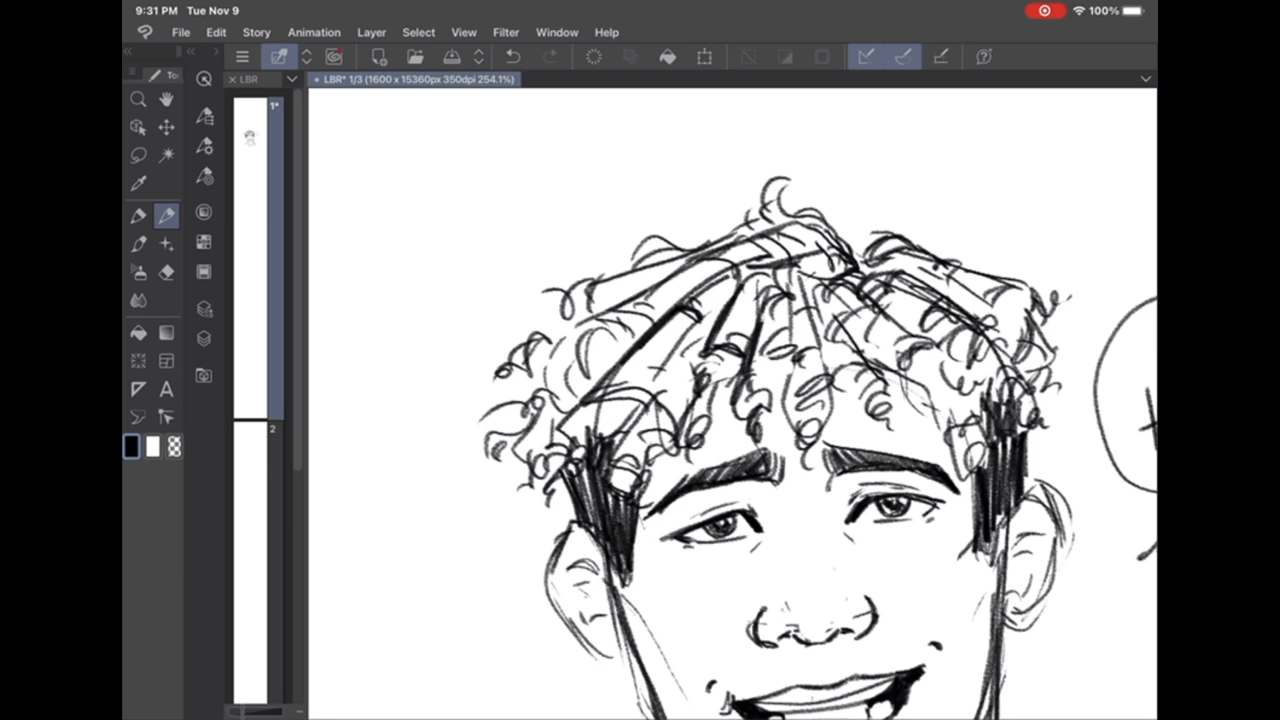 9:31 PM Tue Nov 9
100%
File Edit Story Animation Layer Select View Filter Window Help
To
LBR
LBR* 1/3 (1600 x 15360px 350dpi 254.1%)
1*
2
A